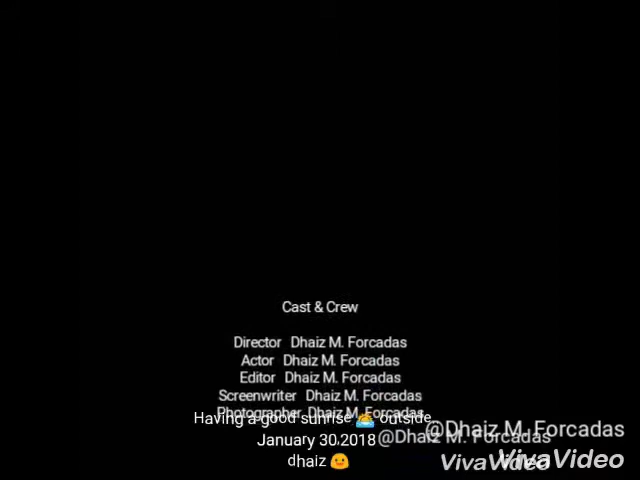 Cast & Crew
Director Dhaiz M. Forcadas
Actor Dhaiz M. Forcadas
Editor Dhaiz M. Forcadas
Screenwriter Dhaiz M. Forcadas
Photographer Dhaiz M. Forcadas
Having a good sunrise 🌅 outside
January 30,2018
dhaiz 🙂
@Dhaiz M. Forcadas
@Dhaiz M. Forcadas
VivaVideo
VivaVideo